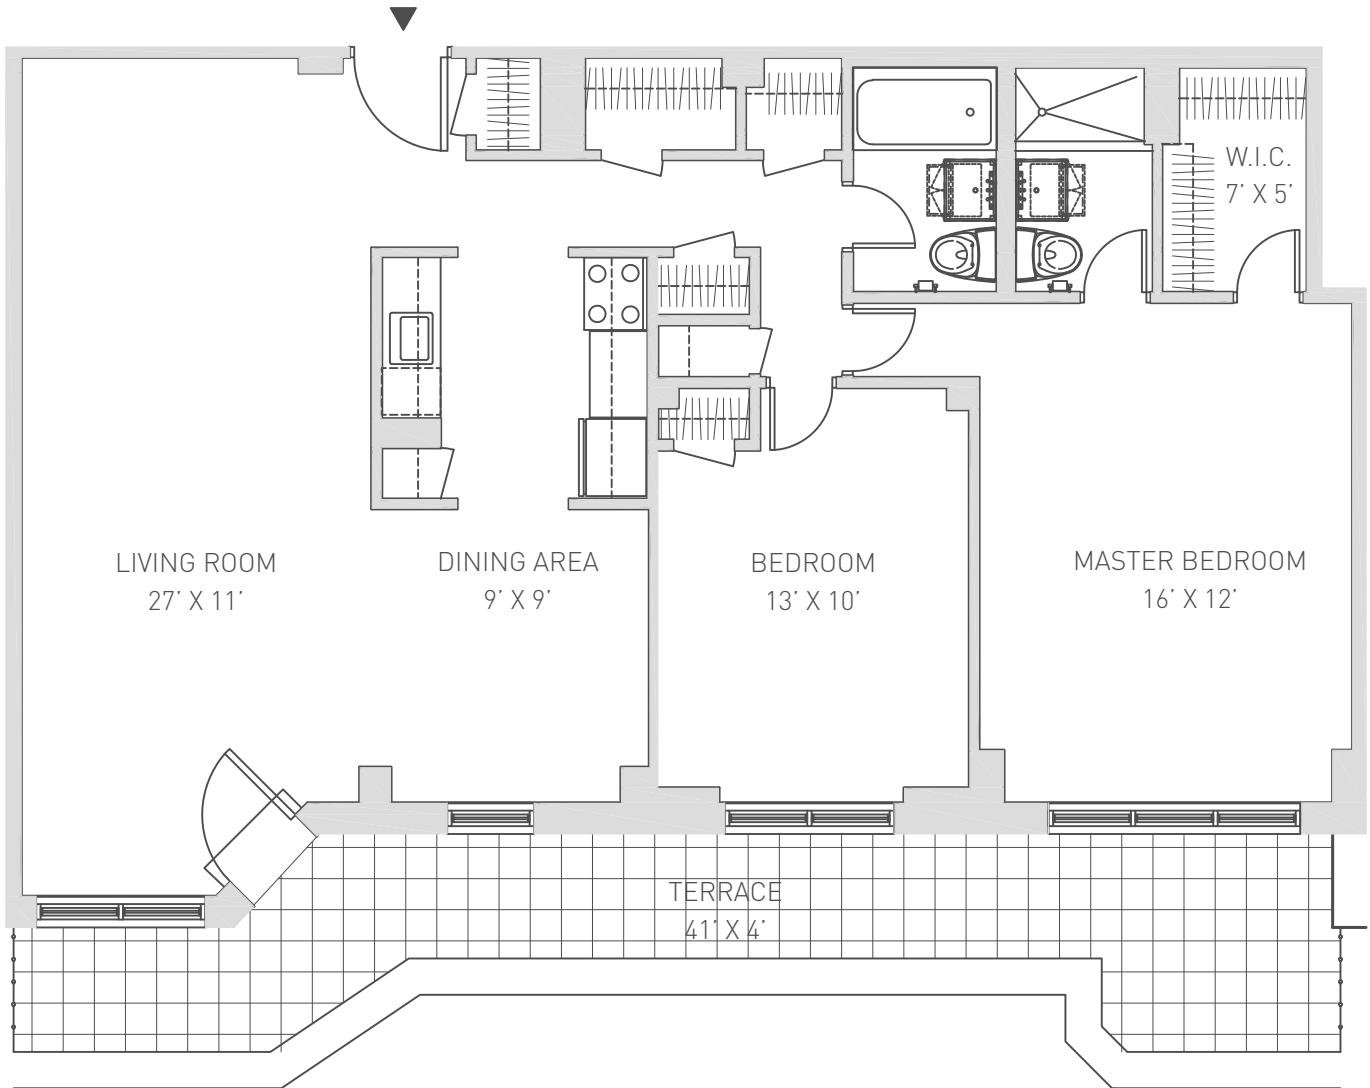 W.I.C.
7’ X 5’
LIVING ROOM
27’ X 11’
DINING AREA
9’ X 9’
BEDROOM
13’ X 10’
MASTER BEDROOM
16’ X 12’
TERRACE
41’ X 4’